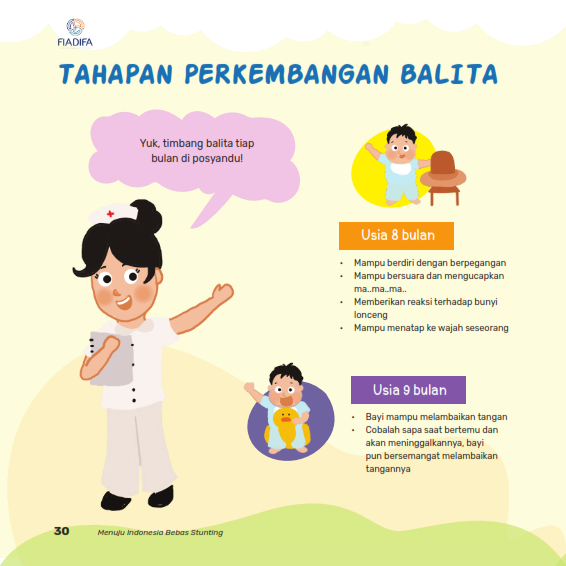 FIADIFA
TAHAPAN PERKEMBANGAN BALITA
Yuk, timbang balita tiap
bulan di posyandu!
Usia 8 bulan
• Mampu berdiri dengan berpegangan
• Mampu bersuara dan mengucapkan
ma..ma..ma..
• Memberikan reaksi terhadap bunyi
lonceng
• Mampu menatap ke wajah seseorang
Usia 9 bulan
• Bayi mampu melambaikan tangan
• Cobalah sapa saat bertemu dan
akan meninggalkannya, bayi
pun bersemangat melambaikan
tangannya
30 Menuju Indonesia Bebas Stunting